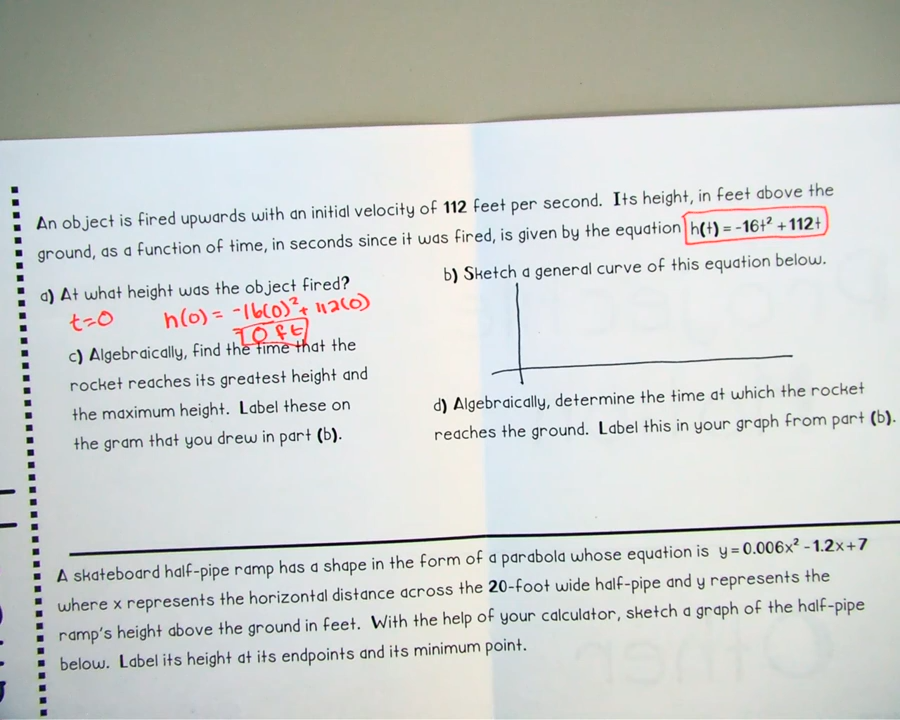 An object is fired upwards with an initial velocity of 112 feet per second. Its height, in feet above the
ground, as a function of time, in seconds since it was fired, is given by the equation h(t) = -16t² + 112t
a) At what height was the object fired?
t=0 h(0) = -16(0)² + 112(0)
0 ft
b) Sketch a general curve of this equation below.
c) Algebraically, find the time that the
rocket reaches its greatest height and
the maximum height. Label these on
the gram that you drew in part (b).
d) Algebraically, determine the time at which the rocket
reaches the ground. Label this in your graph from part (b).
A skateboard half-pipe ramp has a shape in the form of a parabola whose equation is y = 0.006x² - 1.2x + 7
where x represents the horizontal distance across the 20-foot wide half-pipe and y represents the
ramp's height above the ground in feet. With the help of your calculator, sketch a graph of the half-pipe
below. Label its height at its endpoints and its minimum point.